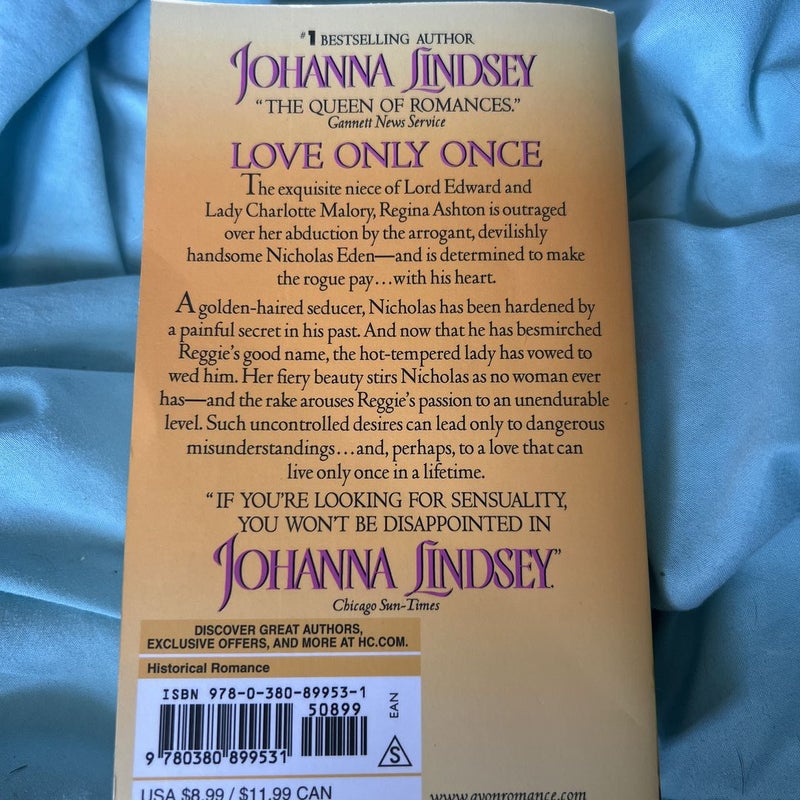 #1 BESTSELLING AUTHOR
JOHANNA LINDSEY
"THE QUEEN OF ROMANCES."
Gannett News Service
LOVE ONLY ONCE
The exquisite niece of Lord Edward and
Lady Charlotte Malory, Regina Ashton is outraged
over her abduction by the arrogant, devilishly
handsome Nicholas Eden—and is determined to make
the rogue pay...with his heart.
A golden-haired seducer, Nicholas has been hardened by
a painful secret in his past. And now that he has besmirched
Reggie's good name, the hot-tempered lady has vowed to
wed him. Her fiery beauty stirs Nicholas as no woman ever
has—and the rake arouses Reggie's passion to an unendurable
level. Such uncontrolled desires can lead only to dangerous
misunderstandings...and, perhaps, to a love that can
live only once in a lifetime.
"IF YOU'RE LOOKING FOR SENSUALITY,
YOU WON'T BE DISAPPOINTED IN
JOHANNA LINDSEY."
Chicago Sun-Times
DISCOVER GREAT AUTHORS,
EXCLUSIVE OFFERS, AND MORE AT HC.COM.
Historical Romance
ISBN 978-0-380-89953-1
50899
EAN
9 780380 899531
S
USA $8.99 / $11.99 CAN
www.avonromance.com